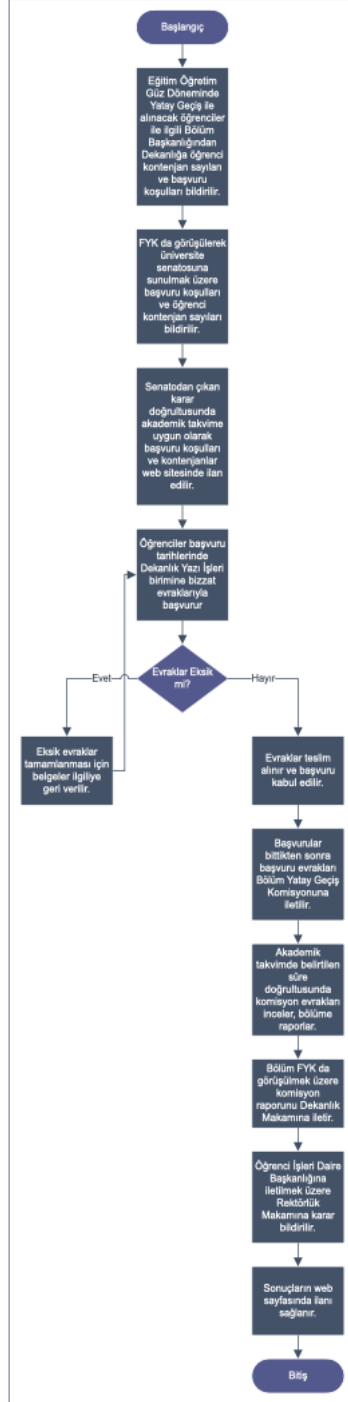 Başlangıç
Eğitim Öğretim
Güz Döneminde
Yatay Geçiş ile
alınacak öğrenciler
ile ilgili Bölüm
Başkanlığından
Dekanlığa öğrenci
kontenjan sayıları
ve başvuru
koşulları bildirilir.
FYK da görüşülerek
üniversite
senatosuna
sunulmak üzere
başvuru koşulları
ve öğrenci
kontenjan sayıları
bildirilir.
Senatodan çıkan
karar
doğrultusunda
akademik takvime
uygun olarak
başvuru koşulları
ve kontenjanlar
web sitesinde ilan
edilir.
Öğrenciler başvuru
tarihlerinde
Dekanlık Yazı İşleri
birimine bizzat
evraklarıyla
başvurur
Evraklar Eksik
mi?
Evet
Hayır
Eksik evraklar
tamamlanması için
belgeler ilgiliye
geri verilir.
Evraklar teslim
alınır ve başvuru
kabul edilir.
Başvurular
bittikten sonra
başvuru evrakları
Bölüm Yatay Geçiş
Komisyonuna
iletilir.
Akademik
takvimde belirtilen
süre
doğrultusunda
komisyon evrakları
inceler, bölüme
raporlar.
Bölüm FYK da
görüşülmek üzere
komisyon
raporunu Dekanlık
Makamına iletir.
Öğrenci İşleri Daire
Başkanlığına
iletilmek üzere
Rektörlük
Makamına karar
bildirilir.
Sonuçların web
sayfasında ilanı
sağlanır.
Bitiş